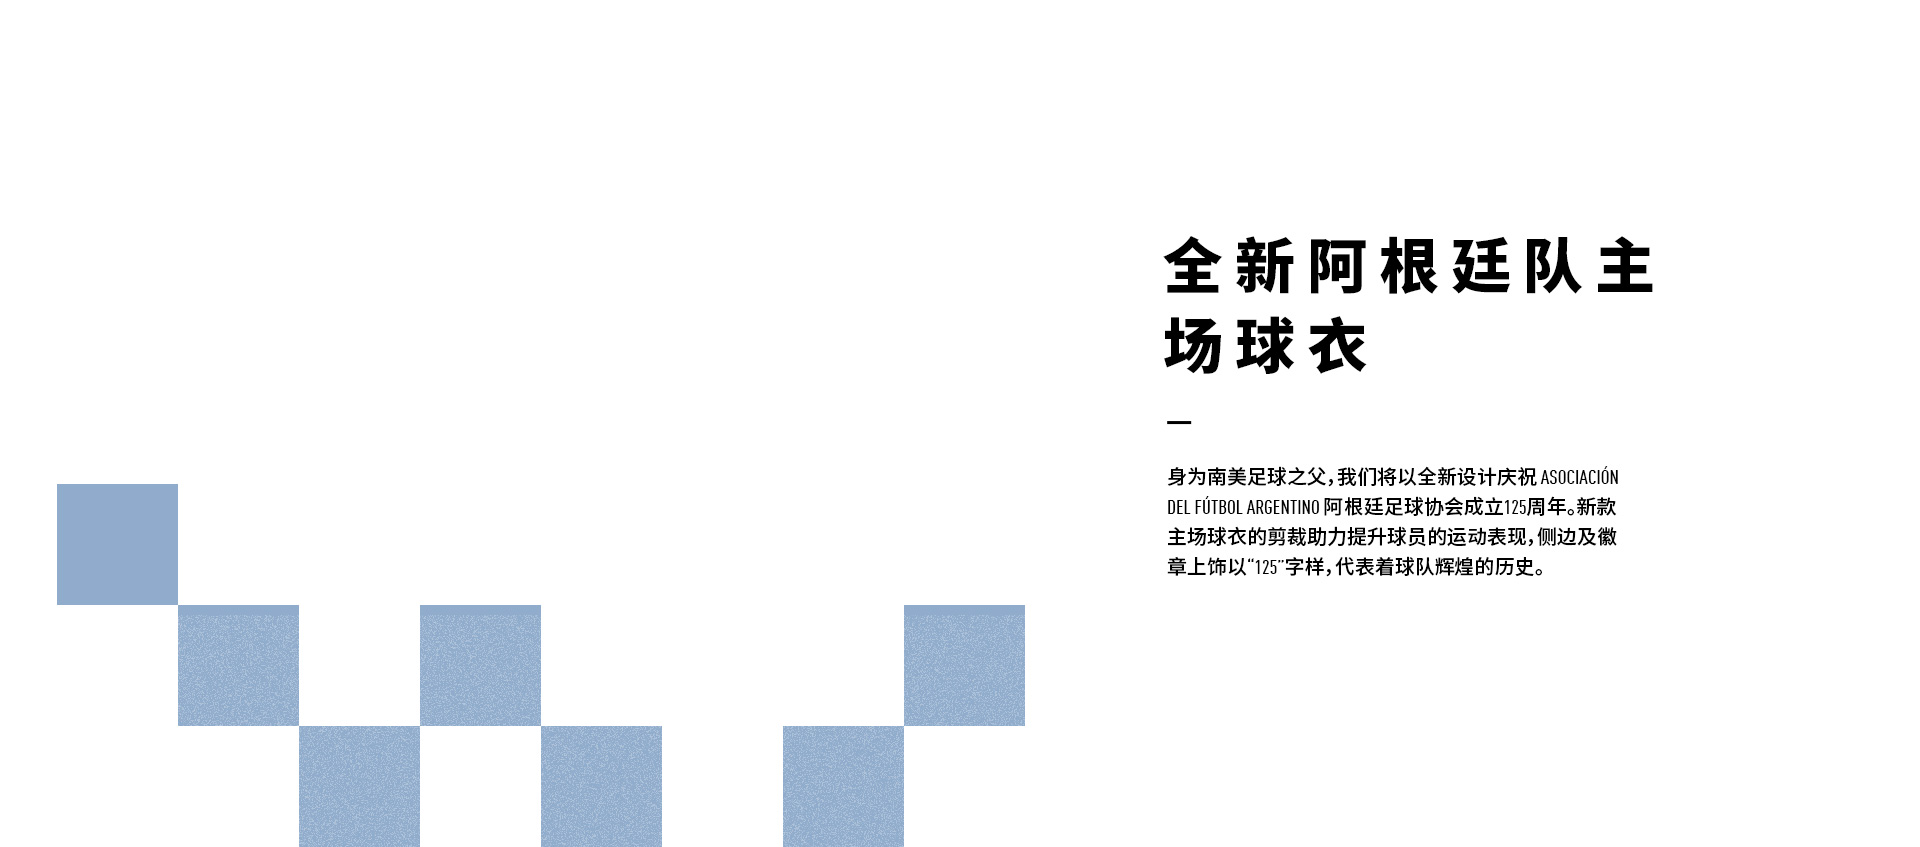 全新阿根廷队主
场球衣
—
身为南美足球之父，我们将以全新设计庆祝 ASOCIACIÓN
DEL FÚTBOL ARGENTINO 阿根廷足球协会成立125周年。新款
主场球衣的剪裁助力提升球员的运动表现，侧边及徽
章上饰以“125”字样，代表着球队辉煌的历史。